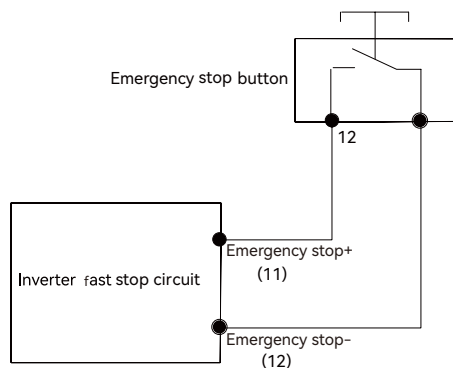 Emergency stop button
12
Emergency stop+
(11)
Inverter fast stop circuit
Emergency stop-
(12)